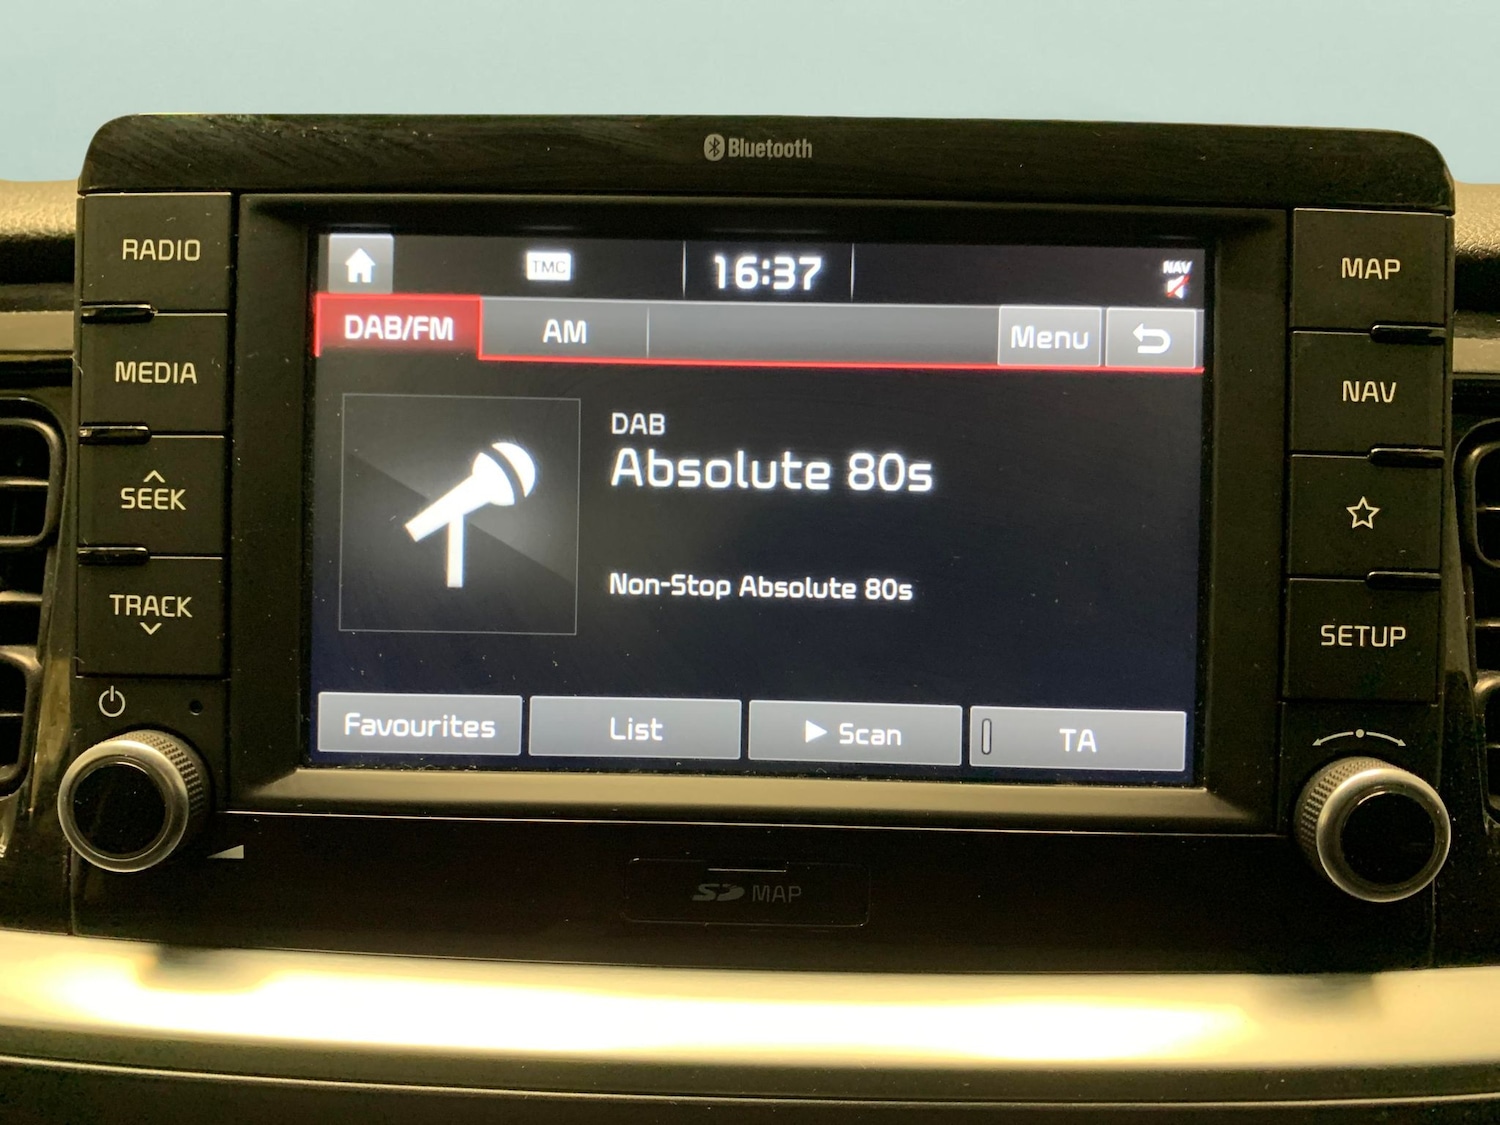 Bluetooth
RADIO
MEDIA
SEEK
TRACK
TMC
16:37
NAV
DAB/FM
AM
Menu
DAB
Absolute 80s
Non-Stop Absolute 80s
Favourites
List
Scan
TA
MAP
NAV
SETUP
SD MAP